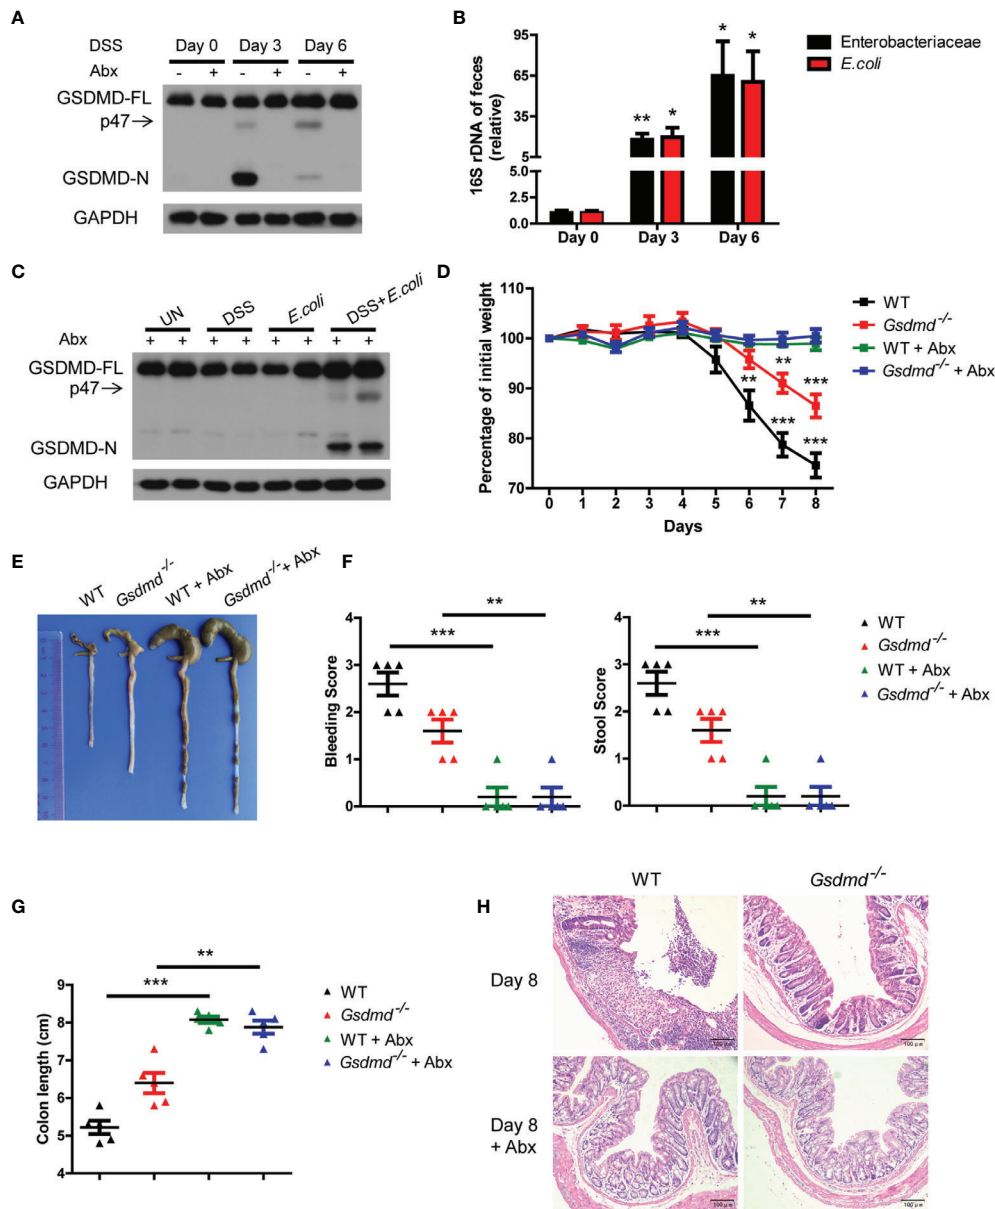 A
DSS Day 0 Day 3 Day 6
Abx - + - + - +
GSDMD-FL
p47→
GSDMD-N
GAPDH
B
95
65
35
5
5.0
2.5
0.0
16S rDNA of feces
(relative)
** * * *
Day 0 Day 3 Day 6
Enterobacteriaceae
E.coli
C
UN DSS E.coli DSS+E.coli
Abx + + + + + + + +
GSDMD-FL
p47→
GSDMD-N
GAPDH
D
110
100
90
80
70
Percentage of initial weight
** ** *** *** ***
0 1 2 3 4 5 6 7 8
Days
WT
Gsdmd-/-
WT + Abx
Gsdmd-/- + Abx
E
WT Gsdmd-/- WT + Abx Gsdmd-/- + Abx
F
4
3
2
1
0
Bleeding Score
**
***
4
3
2
1
0
Stool Score
**
***
WT
Gsdmd-/-
WT + Abx
Gsdmd-/- + Abx
G
9
8
7
6
5
4
Colon length (cm)
**
***
WT
Gsdmd-/-
WT + Abx
Gsdmd-/- + Abx
H
WT Gsdmd-/-
Day 8
100 μm 100 μm
Day 8
+ Abx
100 μm 100 μm